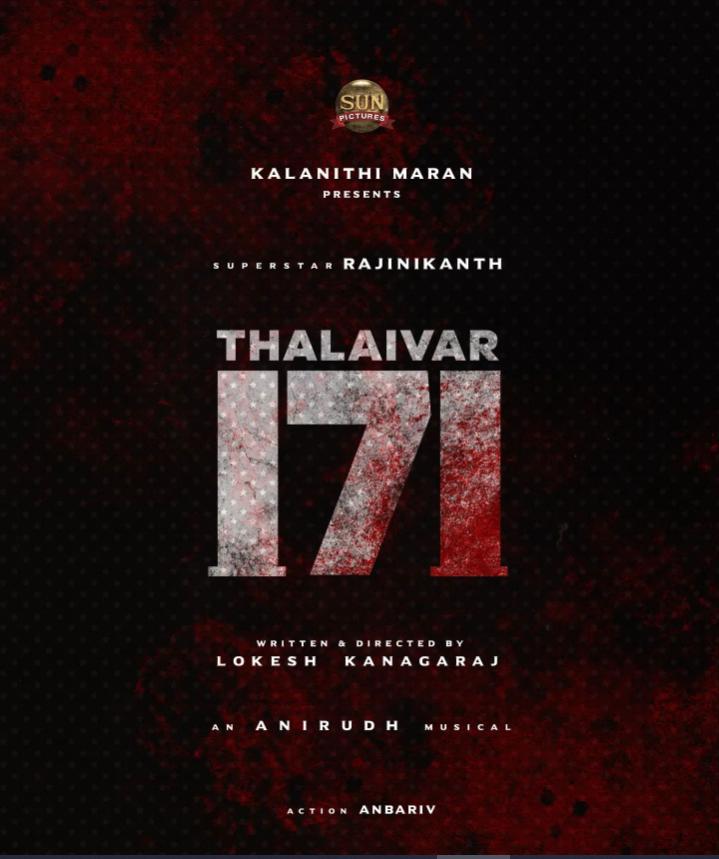 SUN
PICTURES
KALANITHI MARAN
PRESENTS
SUPERSTAR RAJINIKANTH
THALAIVAR
171
WRITTEN & DIRECTED BY
LOKESH KANAGARAJ
AN ANIRUDH MUSICAL
ACTION ANBARIV